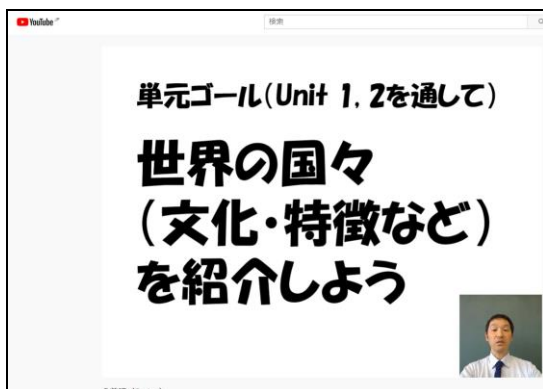 YouTube JP
検索
単元ゴール(Unit 1, 2を通して)
世界の国々
(文化・特徴など)
を紹介しよう